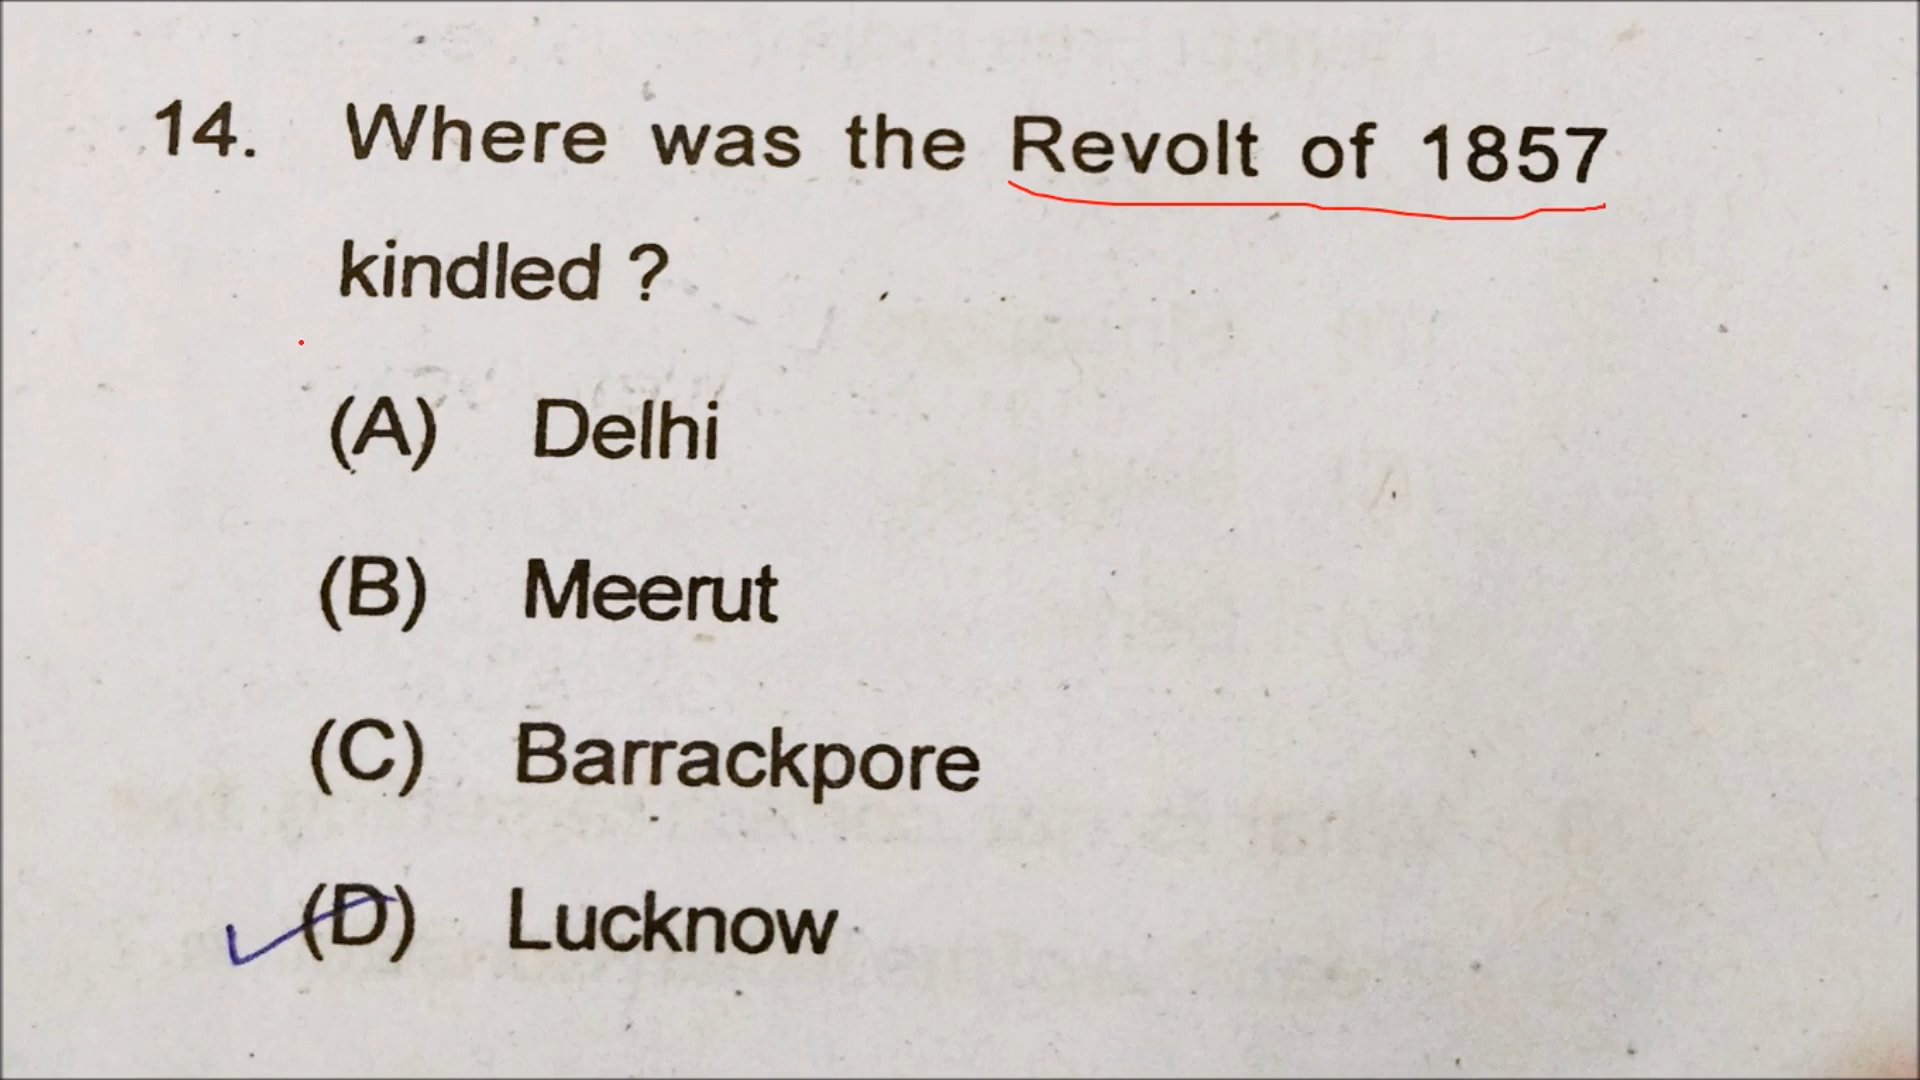 14. Where was the Revolt of 1857
kindled ?
(A) Delhi
(B) Meerut
(C) Barrackpore
(D) Lucknow